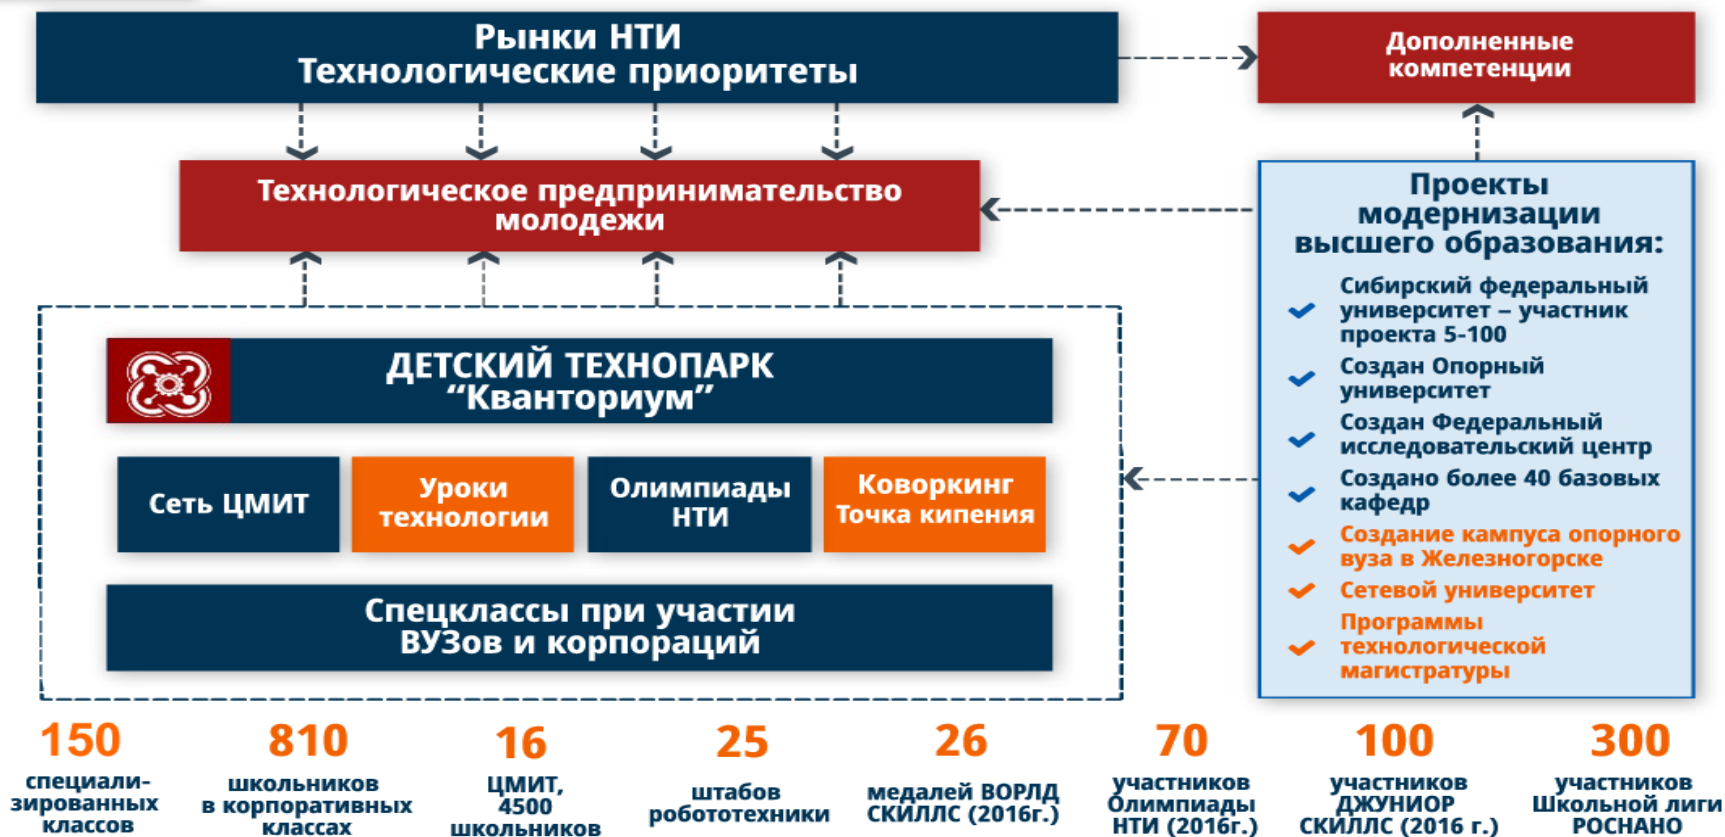 Рынки НТИ
Технологические приоритеты
Дополненные
компетенции
Технологическое предпринимательство
молодежи
Проекты
модернизации
высшего образования:
Сибирский федеральный
университет – участник
проекта 5-100
Создан Опорный
университет
Создан Федеральный
исследовательский центр
Создано более 40 базовых
кафедр
Создание кампуса опорного
вуза в Железногорске
Сетевой университет
Программы
технологической
магистратуры
ДЕТСКИЙ ТЕХНОПАРК
“Кванториум”
Сеть ЦМИТ
Уроки
технологии
Олимпиады
НТИ
Коворкинг
Точка кипения
Спецклассы при участии
ВУЗов и корпораций
150
специали-
зированных
классов
810
школьников
в корпоративных
классах
16
ЦМИТ,
4500
школьников
25
штабов
робототехники
26
медалей ВОРЛД
СКИЛЛС (2016г.)
70
участников
Олимпиады
НТИ (2016г.)
100
участников
ДЖУНИОР
СКИЛЛС (2016 г.)
300
участников
Школьной лиги
РОСНАНО